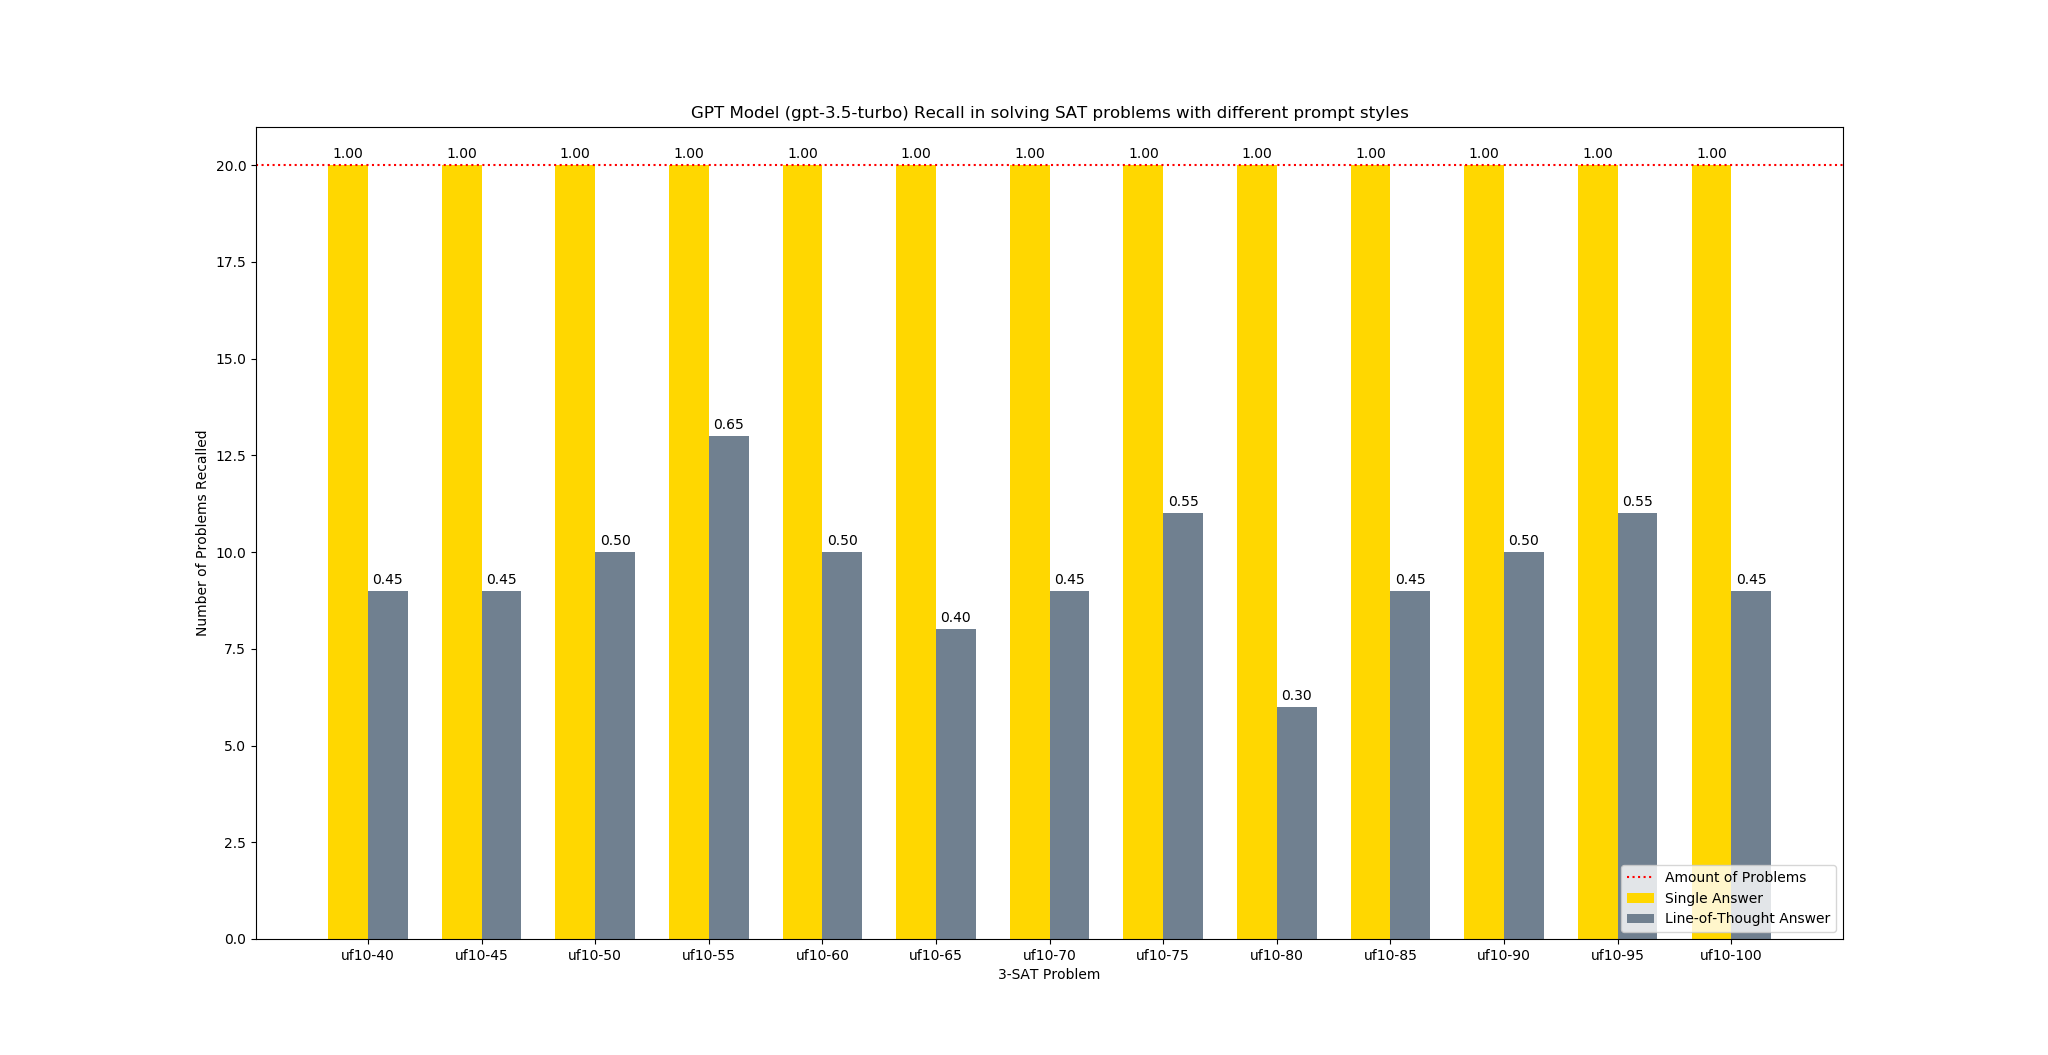 GPT Model (gpt-3.5-turbo) Recall in solving SAT problems with different prompt styles
1.00 1.00 1.00 1.00 1.00 1.00 1.00 1.00 1.00 1.00 1.00 1.00 1.00
20.0
17.5
15.0
12.5
10.0
7.5
5.0
2.5
0.0
Number of Problems Recalled
0.45 0.45 0.50 0.65 0.50 0.40 0.45 0.55 0.30 0.45 0.50 0.55 0.45
Amount of Problems
Single Answer
Line-of-Thought Answer
uf10-40 uf10-45 uf10-50 uf10-55 uf10-60 uf10-65 uf10-70 uf10-75 uf10-80 uf10-85 uf10-90 uf10-95 uf10-100
3-SAT Problem